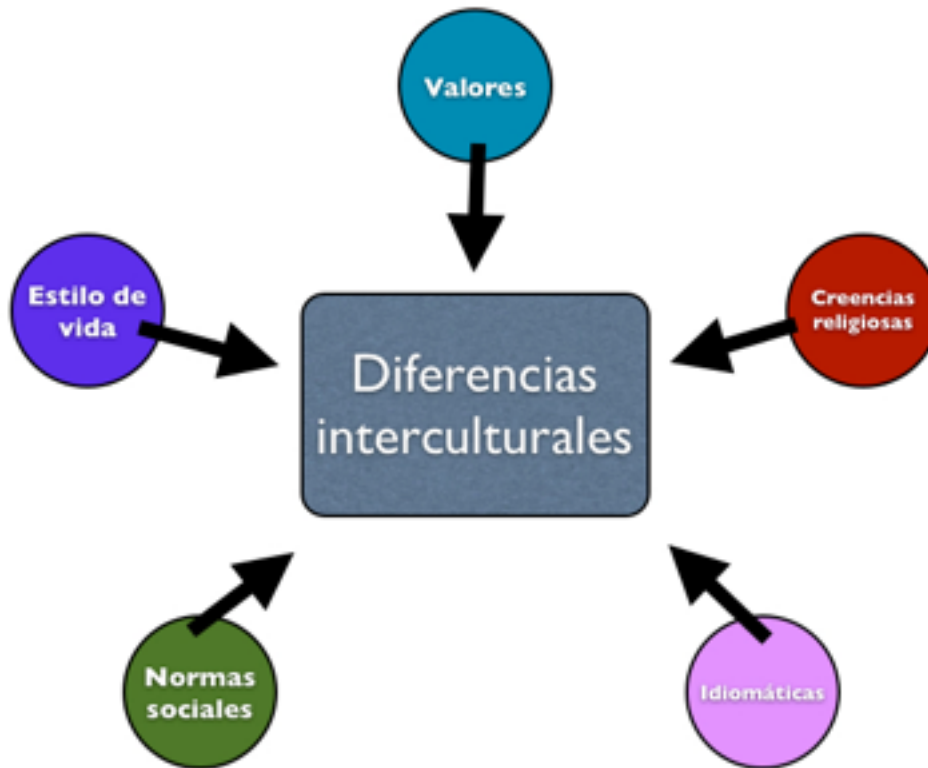 Valores
Estilo de
vida
Creencias
religiosas
Diferencias
interculturales
Normas
sociales
Idiomáticas